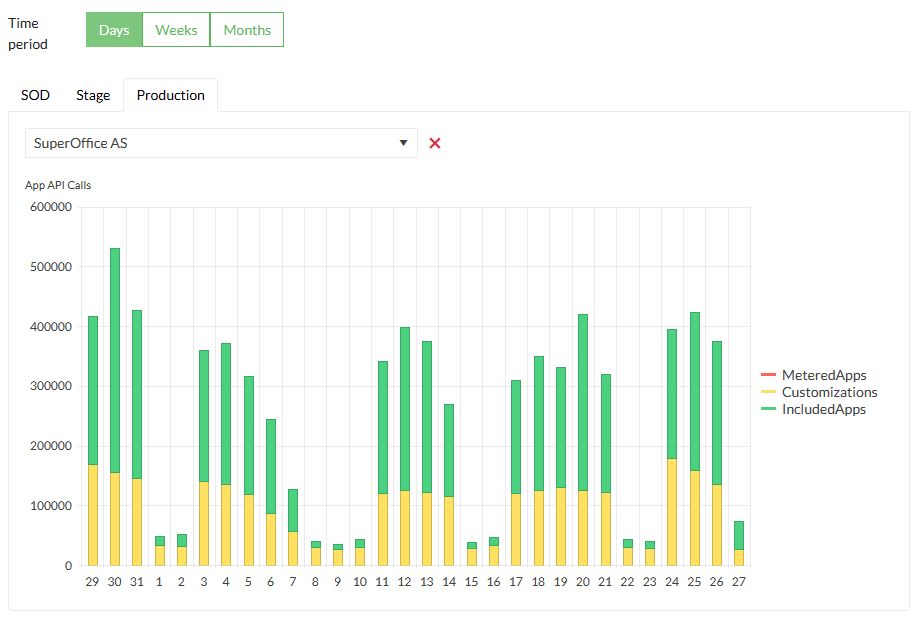 Time
period
Days Weeks Months
SOD Stage Production
SuperOffice AS
App API Calls
600000
500000
400000
300000
200000
100000
0
29 30 31 1 2 3 4 5 6 7 8 9 10 11 12 13 14 15 16 17 18 19 20 21 22 23 24 25 26 27
MeteredApps
Customizations
IncludedApps